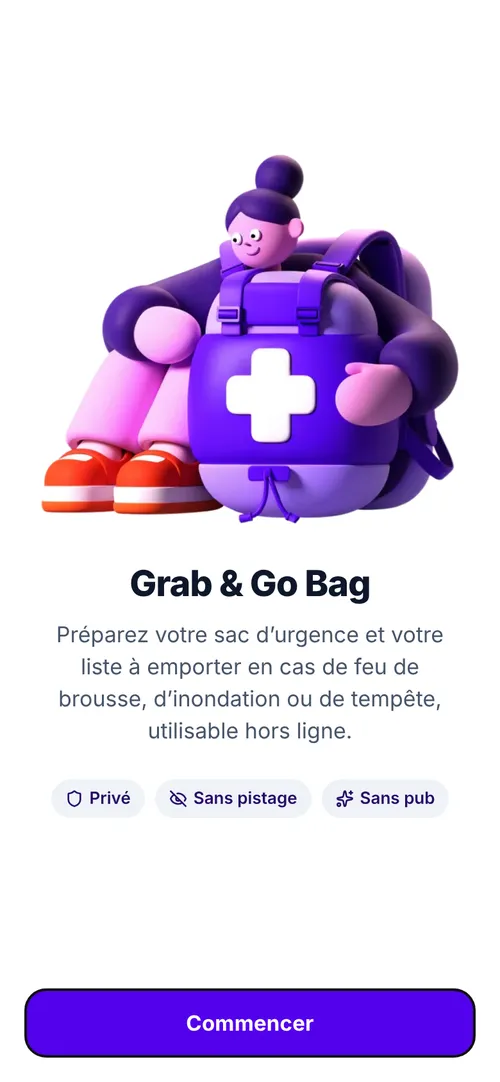 Grab & Go Bag
Préparez votre sac d’urgence et votre
liste à emporter en cas de feu de
brousse, d’inondation ou de tempête,
utilisable hors ligne.
Privé
Sans pistage
Sans pub
Commencer